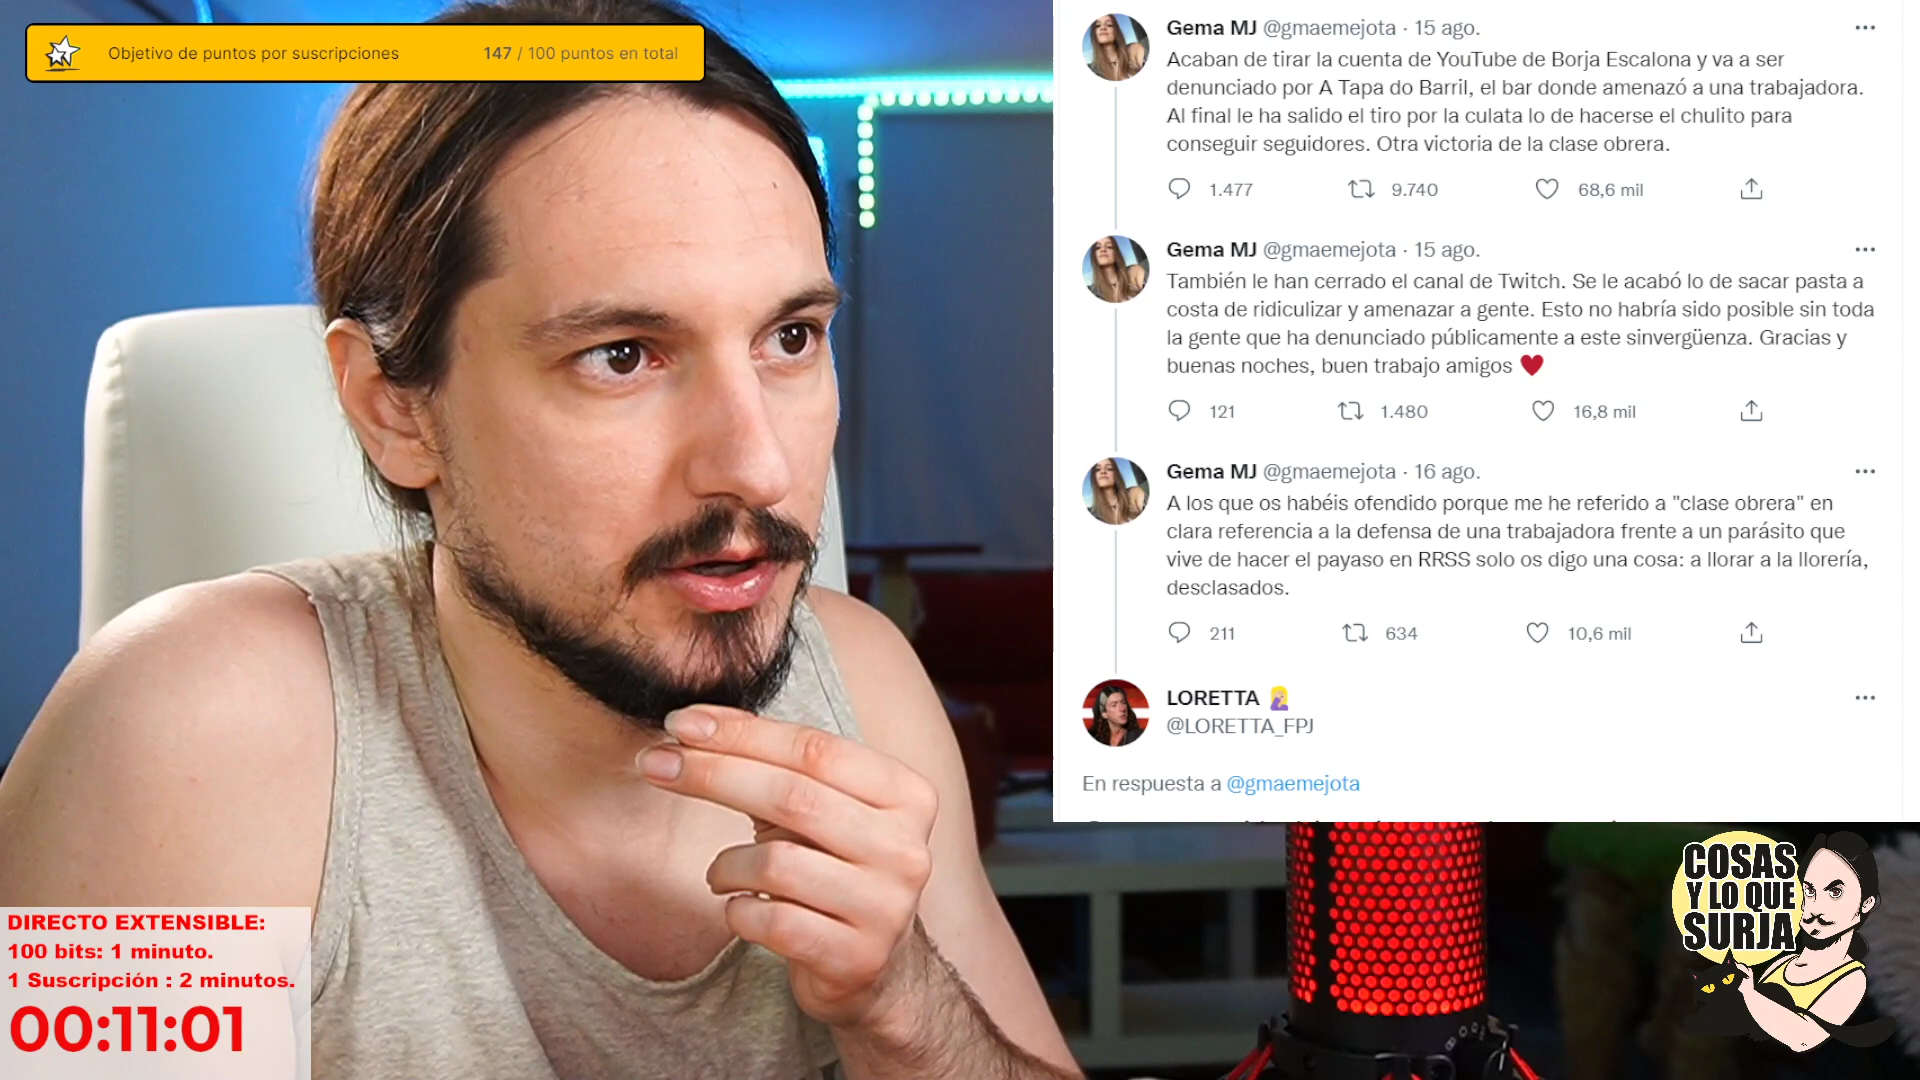 Objetivo de puntos por suscripciones 147 / 100 puntos en total
Gema MJ @gmaemejota · 15 ago.
Acaban de tirar la cuenta de YouTube de Borja Escalona y va a ser
denunciado por A Tapa do Barril, el bar donde amenazó a una trabajadora.
Al final le ha salido el tiro por la culata lo de hacerse el chulito para
conseguir seguidores. Otra victoria de la clase obrera.
1.477 9.740 68,6 mil
Gema MJ @gmaemejota · 15 ago.
También le han cerrado el canal de Twitch. Se le acabó lo de sacar pasta a
costa de ridiculizar y amenazar a gente. Esto no habría sido posible sin toda
la gente que ha denunciado públicamente a este sinvergüenza. Gracias y
buenas noches, buen trabajo amigos ♥
121 1.480 16,8 mil
Gema MJ @gmaemejota · 16 ago.
A los que os habéis ofendido porque me he referido a "clase obrera" en
clara referencia a la defensa de una trabajadora frente a un parásito que
vive de hacer el payaso en RRSS solo os digo una cosa: a llorar a la llorería,
desclasados.
211 634 10,6 mil
LORETTA 🤦🏼‍♀️
@LORETTA_FPJ
En respuesta a @gmaemejota
DIRECTO EXTENSIBLE:
100 bits: 1 minuto.
1 Suscripción : 2 minutos.
00:11:01
COSAS
Y LO QUE
SURJA